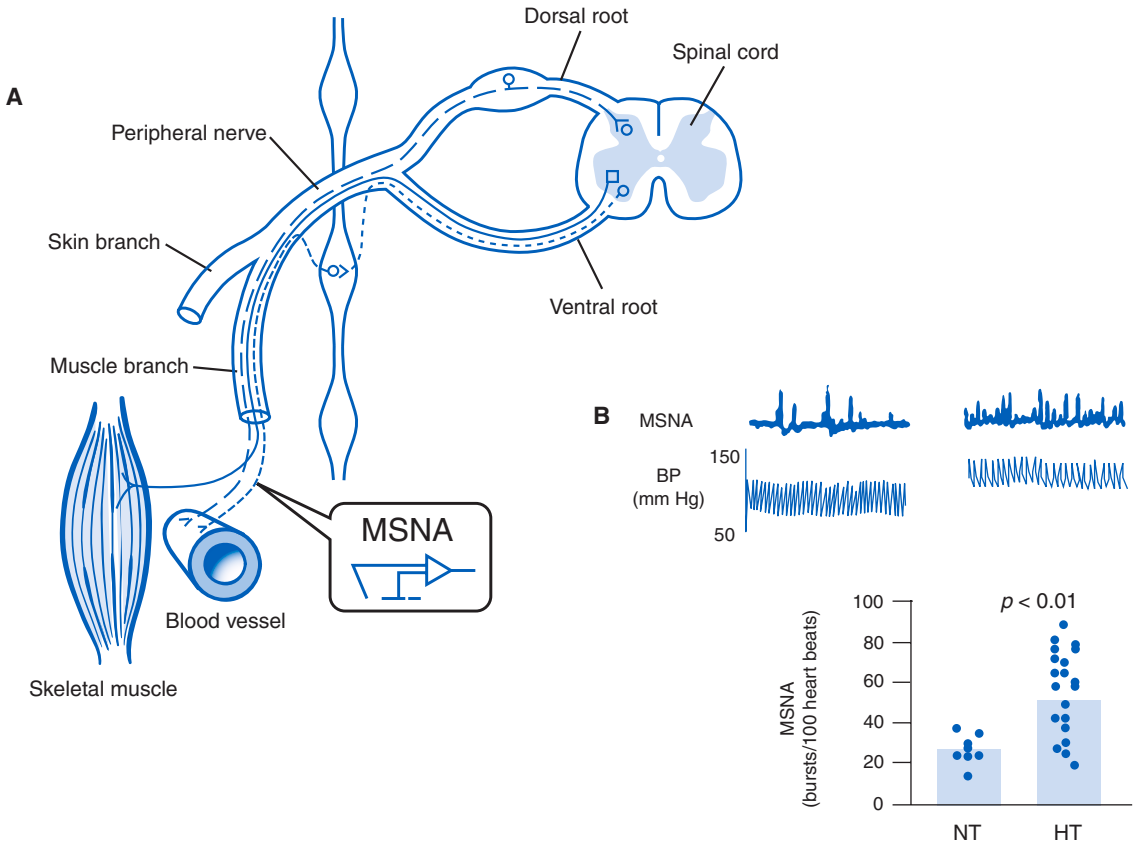 A
Dorsal root
Spinal cord
Peripheral nerve
Skin branch
Ventral root
Muscle branch
MSNA
Blood vessel
Skeletal muscle
B
MSNA
150
BP
(mm Hg)
50
p < 0.01
MSNA
(bursts/100 heart beats)
100
80
60
40
20
0
NT
HT